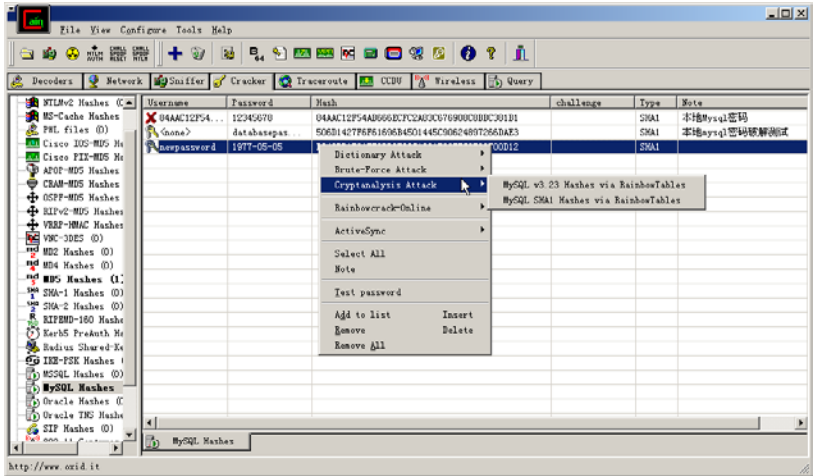 Cain
File View Configure Tools Help
Decoders Network Sniffer Cracker Traceroute CCDU Wireless Query
NTLMv2 Hashes (
MS-Cache Hashes
PWL files (0)
Cisco IOS-MD5 Ha
Cisco PIX-MD5 Ha
APOP-MD5 Hashes
CRAM-MD5 Hashes
OSPF-MD5 Hashes
RIPv2-MD5 Hashes
VRRP-HMAC Hashes
VNC-3DES (0)
MD2 Hashes (0)
MD4 Hashes (0)
MD5 Hashes (1)
SHA-1 Hashes (0)
SHA-2 Hashes (0)
RIPEMD-160 Hashe
Kerb5 PreAuth Ha
Radius Shared-Ke
IKE-PSK Hashes (
MSSQL Hashes (0)
MySQL Hashes
Oracle Hashes (
Oracle TNS Hashe
SIP Hashes (0)
Username Password Hash challenge Type Note
84AAC12F54... 12345678 SHA1 本地Mysql密码
<none> databasepas... SHA1 本地mysql密码破解测试
newpassword 1977-05-05 SHA1
Dictionary Attack
Brute-Force Attack
Cryptanalysis Attack
Rainbowcrack-Online
ActiveSync
Select All
Note
Test password
Add to list Insert
Remove Delete
Remove All
MySQL v3.23 Hashes via RainbowTables
MySQL SHA1 Hashes via RainbowTables
MySQL Hashes
http://www.oxid.it